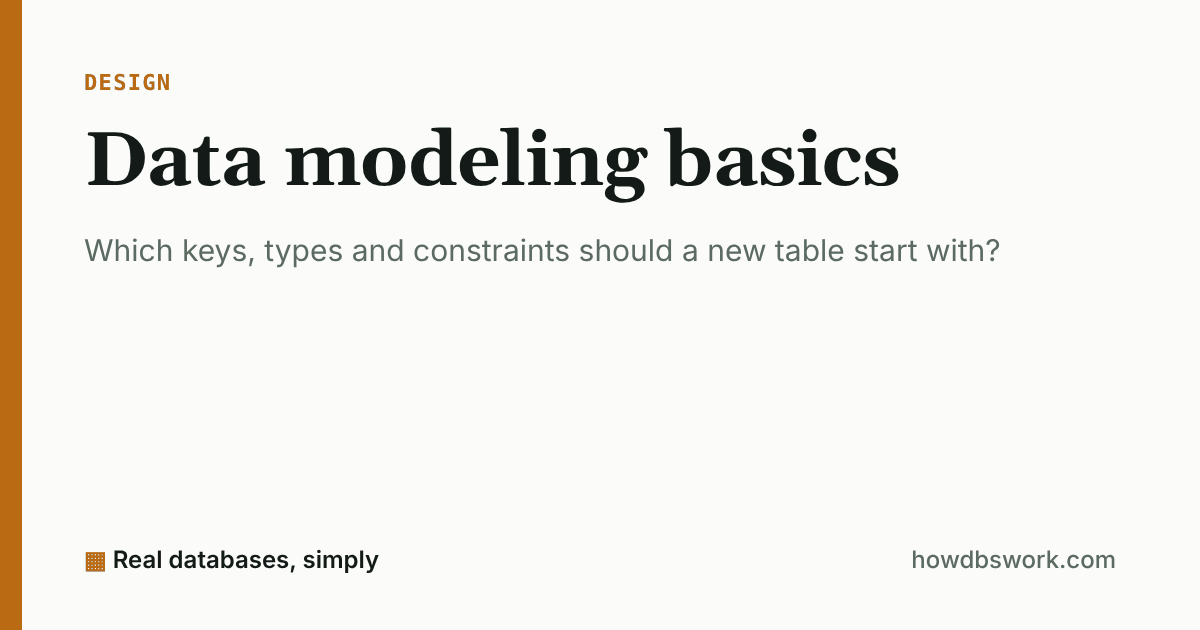 DESIGN
Data modeling basics
Which keys, types and constraints should a new table start with?
Real databases, simply
howdbswork.com